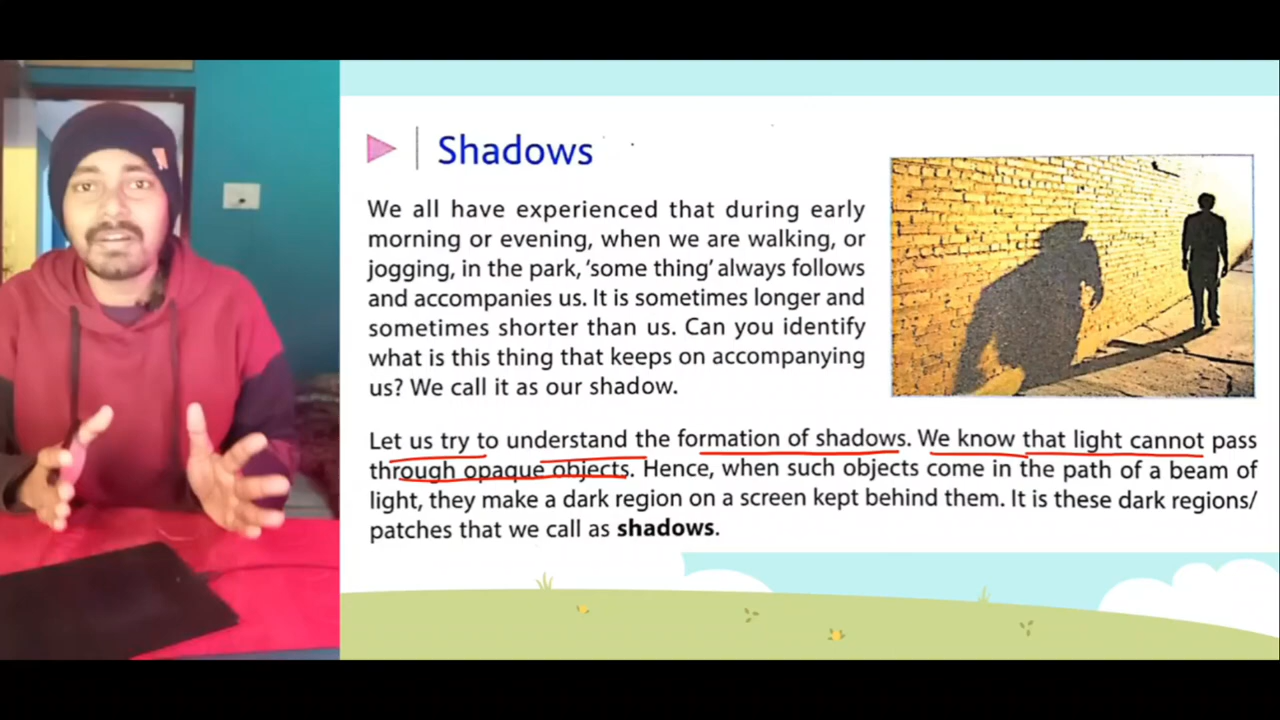 Shadows
We all have experienced that during early
morning or evening, when we are walking, or
jogging, in the park, 'some thing' always follows
and accompanies us. It is sometimes longer and
sometimes shorter than us. Can you identify
what is this thing that keeps on accompanying
us? We call it as our shadow.
Let us try to understand the formation of shadows. We know that light cannot pass
through opaque objects. Hence, when such objects come in the path of a beam of
light, they make a dark region on a screen kept behind them. It is these dark regions/
patches that we call as shadows.